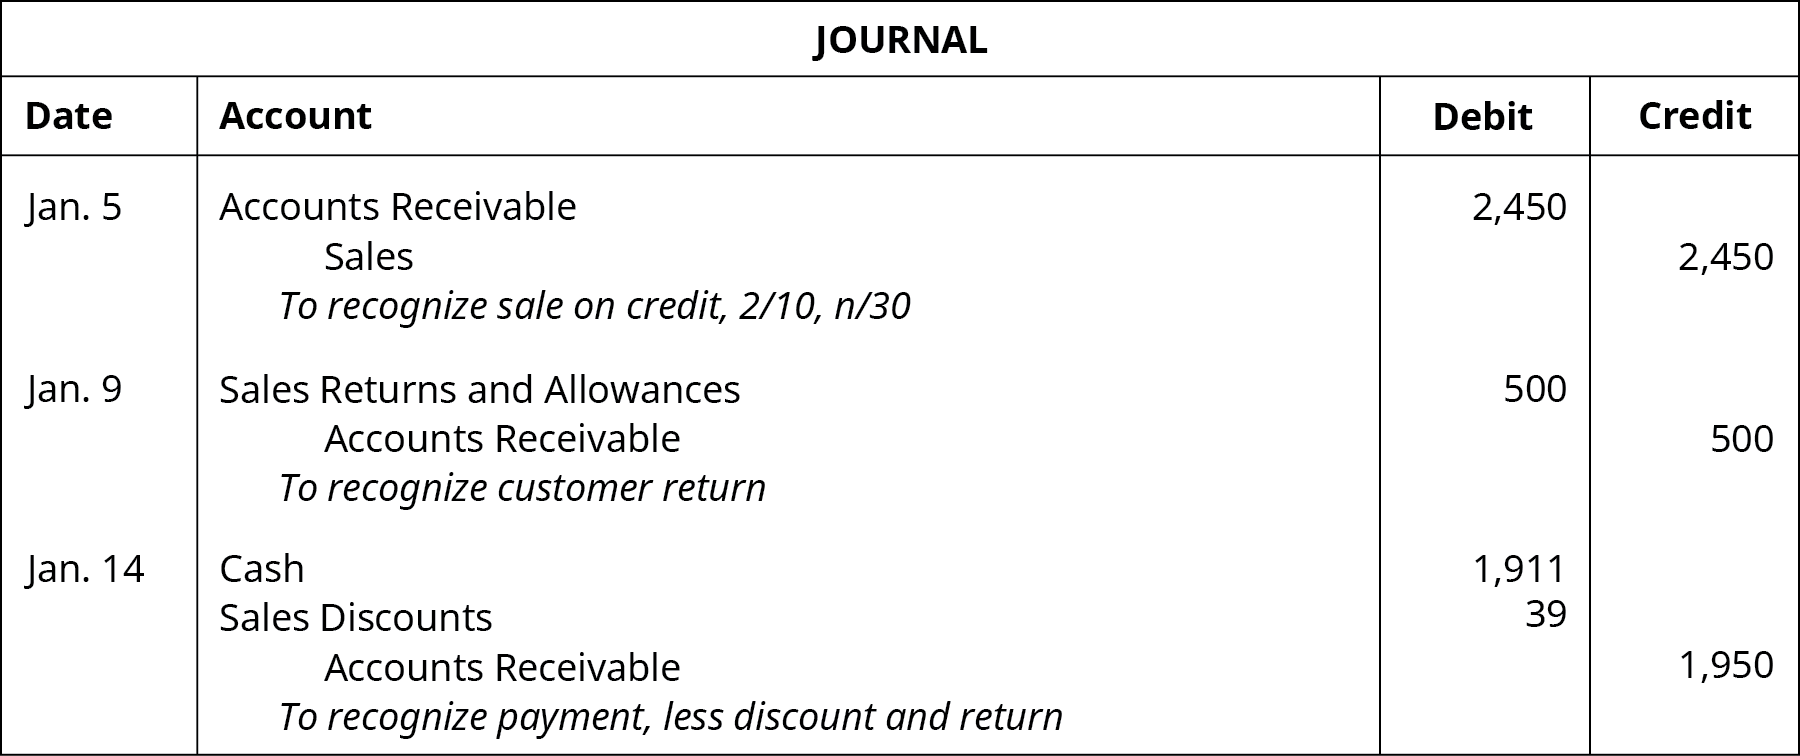 JOURNAL
Date Account Debit Credit
Jan. 5 Accounts Receivable 2,450
Sales 2,450
To recognize sale on credit, 2/10, n/30
Jan. 9 Sales Returns and Allowances 500
Accounts Receivable 500
To recognize customer return
Jan. 14 Cash 1,911
Sales Discounts 39
Accounts Receivable 1,950
To recognize payment, less discount and return